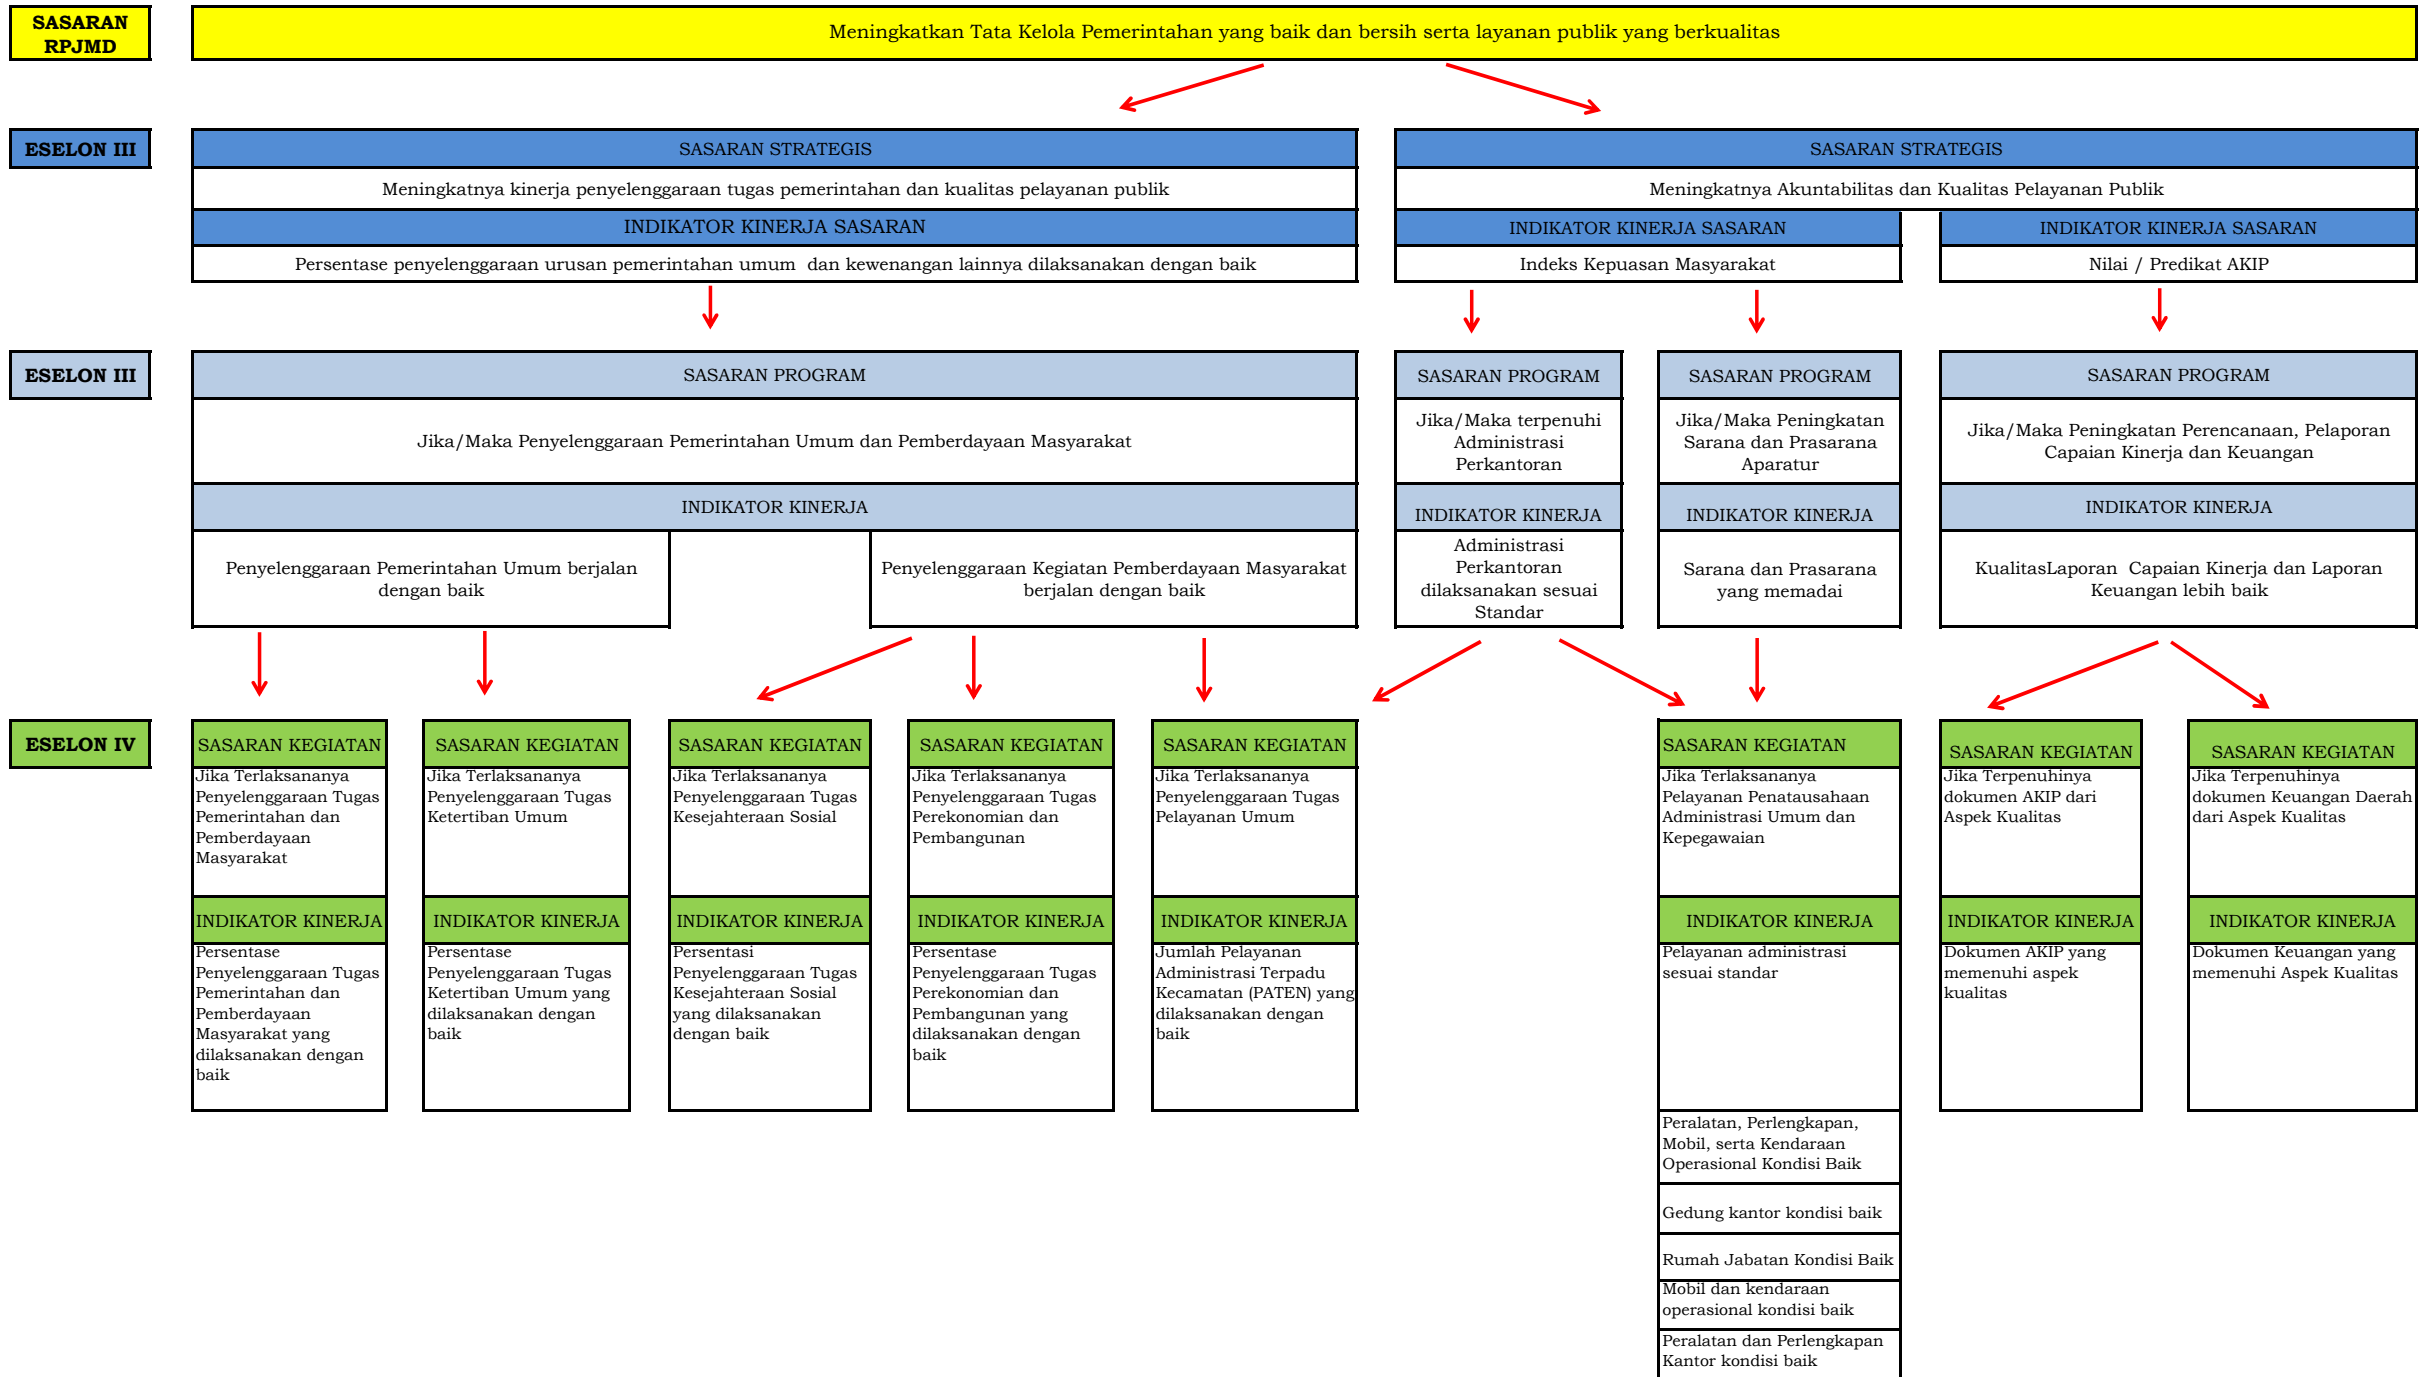 SASARAN
RPJMD
Meningkatkan Tata Kelola Pemerintahan yang baik dan bersih serta layanan publik yang berkualitas
ESELON III
SASARAN STRATEGIS
Meningkatnya kinerja penyelenggaraan tugas pemerintahan dan kualitas pelayanan publik
INDIKATOR KINERJA SASARAN
Persentase penyelenggaraan urusan pemerintahan umum  dan kewenangan lainnya dilaksanakan dengan baik
SASARAN STRATEGIS
Meningkatnya Akuntabilitas dan Kualitas Pelayanan Publik
INDIKATOR KINERJA SASARAN
Indeks Kepuasan Masyarakat
INDIKATOR KINERJA SASARAN
Nilai / Predikat AKIP
ESELON III
SASARAN PROGRAM
Jika/Maka Penyelenggaraan Pemerintahan Umum dan Pemberdayaan Masyarakat
INDIKATOR KINERJA
Penyelenggaraan Pemerintahan Umum berjalan
dengan baik
Penyelenggaraan Kegiatan Pemberdayaan Masyarakat
berjalan dengan baik
SASARAN PROGRAM
Jika/Maka terpenuhi
Administrasi
Perkantoran
INDIKATOR KINERJA
Administrasi
Perkantoran
dilaksanakan sesuai
Standar
SASARAN PROGRAM
Jika/Maka Peningkatan
Sarana dan Prasarana
Aparatur
INDIKATOR KINERJA
Sarana dan Prasarana
yang memadai
SASARAN PROGRAM
Jika/Maka Peningkatan Perencanaan, Pelaporan
Capaian Kinerja dan Keuangan
INDIKATOR KINERJA
KualitasLaporan  Capaian Kinerja dan Laporan
Keuangan lebih baik
ESELON IV
SASARAN KEGIATAN
Jika Terlaksananya
Penyelenggaraan Tugas
Pemerintahan dan
Pemberdayaan
Masyarakat
INDIKATOR KINERJA
Persentase
Penyelenggaraan Tugas
Pemerintahan dan
Pemberdayaan
Masyarakat yang
dilaksanakan dengan
baik
SASARAN KEGIATAN
Jika Terlaksananya
Penyelenggaraan Tugas
Ketertiban Umum
INDIKATOR KINERJA
Persentase
Penyelenggaraan Tugas
Ketertiban Umum yang
dilaksanakan dengan
baik
SASARAN KEGIATAN
Jika Terlaksananya
Penyelenggaraan Tugas
Kesejahteraan Sosial
INDIKATOR KINERJA
Persentasi
Penyelenggaraan Tugas
Kesejahteraan Sosial
yang dilaksanakan
dengan baik
SASARAN KEGIATAN
Jika Terlaksananya
Penyelenggaraan Tugas
Perekonomian dan
Pembangunan
INDIKATOR KINERJA
Persentase
Penyelenggaraan Tugas
Perekonomian dan
Pembangunan yang
dilaksanakan dengan
baik
SASARAN KEGIATAN
Jika Terlaksananya
Penyelenggaraan Tugas
Pelayanan Umum
INDIKATOR KINERJA
Jumlah Pelayanan
Administrasi Terpadu
Kecamatan (PATEN) yang
dilaksanakan dengan
baik
SASARAN KEGIATAN
Jika Terlaksananya
Pelayanan Penatausahaan
Administrasi Umum dan
Kepegawaian
INDIKATOR KINERJA
Pelayanan administrasi
sesuai standar
Peralatan, Perlengkapan,
Mobil, serta Kendaraan
Operasional Kondisi Baik
Gedung kantor kondisi baik
Rumah Jabatan Kondisi Baik
Mobil dan kendaraan
operasional kondisi baik
Peralatan dan Perlengkapan
Kantor kondisi baik
SASARAN KEGIATAN
Jika Terpenuhinya
dokumen AKIP dari
Aspek Kualitas
INDIKATOR KINERJA
Dokumen AKIP yang
memenuhi aspek
kualitas
SASARAN KEGIATAN
Jika Terpenuhinya
dokumen Keuangan Daerah
dari Aspek Kualitas
INDIKATOR KINERJA
Dokumen Keuangan yang
memenuhi Aspek Kualitas